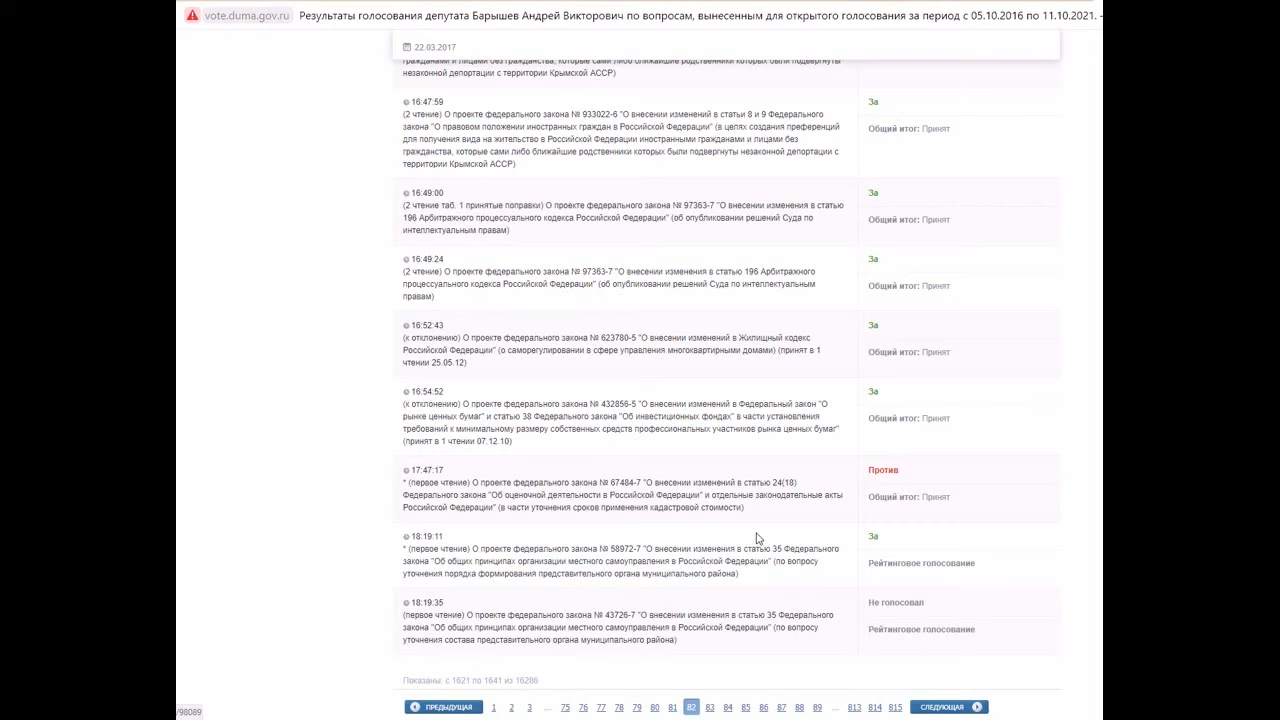 vote.duma.gov.ru Результаты голосования депутата Барышев Андрей Викторович по вопросам, вынесенным для открытого голосования за период с 05.10.2016 по 11.10.2021. -
22.03.2017
гражданами и лицами без гражданства, которые сами либо ближайшие родственники которых были подвергнуты
незаконной депортации с территории Крымской АССР)
16:47:59
За
(2 чтение) О проекте федерального закона № 933022-6 "О внесении изменений в статьи 8 и 9 Федерального
закона "О правовом положении иностранных граждан в Российской Федерации" (в целях создания преференций
для получения вида на жительство в Российской Федерации иностранными гражданами и лицами без
гражданства, которые сами либо ближайшие родственники которых были подвергнуты незаконной депортации с
территории Крымской АССР)
Общий итог: Принят
16:49:00
За
(2 чтение таб. 1 принятые поправки) О проекте федерального закона № 97363-7 "О внесении изменения в статью
196 Арбитражного процессуального кодекса Российской Федерации" (об опубликовании решений Суда по
интеллектуальным правам)
Общий итог: Принят
16:49:24
За
(2 чтение) О проекте федерального закона № 97363-7 "О внесении изменения в статью 196 Арбитражного
процессуального кодекса Российской Федерации" (об опубликовании решений Суда по интеллектуальным
правам)
Общий итог: Принят
16:52:43
За
(к отклонению) О проекте федерального закона № 623780-5 "О внесении изменений в Жилищный кодекс
Российской Федерации" (о саморегулировании в сфере управления многоквартирными домами) (принят в 1
чтении 25.05.12)
Общий итог: Принят
16:54:52
За
(к отклонению) О проекте федерального закона № 432856-5 "О внесении изменений в Федеральный закон "О
рынке ценных бумаг" и статью 38 Федерального закона "Об инвестиционных фондах" в части установления
требований к минимальному размеру собственных средств профессиональных участников рынка ценных бумаг"
(принят в 1 чтении 07.12.10)
Общий итог: Принят
17:47:17
Против
* (первое чтение) О проекте федерального закона № 67484-7 "О внесении изменений в статью 24(18)
Федерального закона "Об оценочной деятельности в Российской Федерации" и отдельные законодательные акты
Российской Федерации" (в части уточнения сроков применения кадастровой стоимости)
Общий итог: Принят
18:19:11
За
* (первое чтение) О проекте федерального закона № 58972-7 "О внесении изменения в статью 35 Федерального
закона "Об общих принципах организации местного самоуправления в Российской Федерации" (по вопросу
уточнения порядка формирования представительного органа муниципального района)
Рейтинговое голосование
18:19:35
Не голосовал
(первое чтение) О проекте федерального закона № 43726-7 "О внесении изменения в статью 35 Федерального
закона "Об общих принципах организации местного самоуправления в Российской Федерации" (по вопросу
уточнения состава представительного органа муниципального района)
Рейтинговое голосование
Показаны: с 1621 по 1641 из 16286
ПРЕДЫДУЩАЯ 1 2 3 ... 75 76 77 78 79 80 81 82 83 84 85 86 87 88 89 ... 813 814 815 СЛЕДУЮЩАЯ
/98089